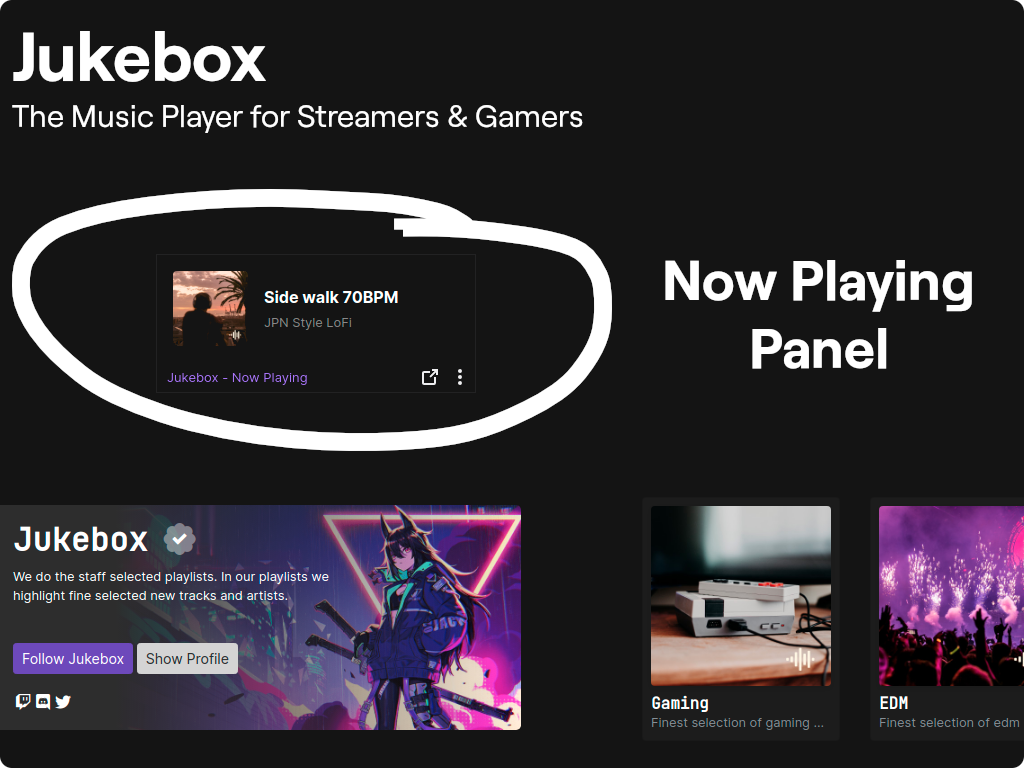 Jukebox
The Music Player for Streamers & Gamers
Side walk 70BPM
JPN Style LoFi
Jukebox - Now Playing
Now Playing
Panel
Jukebox
We do the staff selected playlists. In our playlists we
highlight fine selected new tracks and artists.
Follow Jukebox
Show Profile
Gaming
Finest selection of gaming ...
EDM
Finest selection of edm